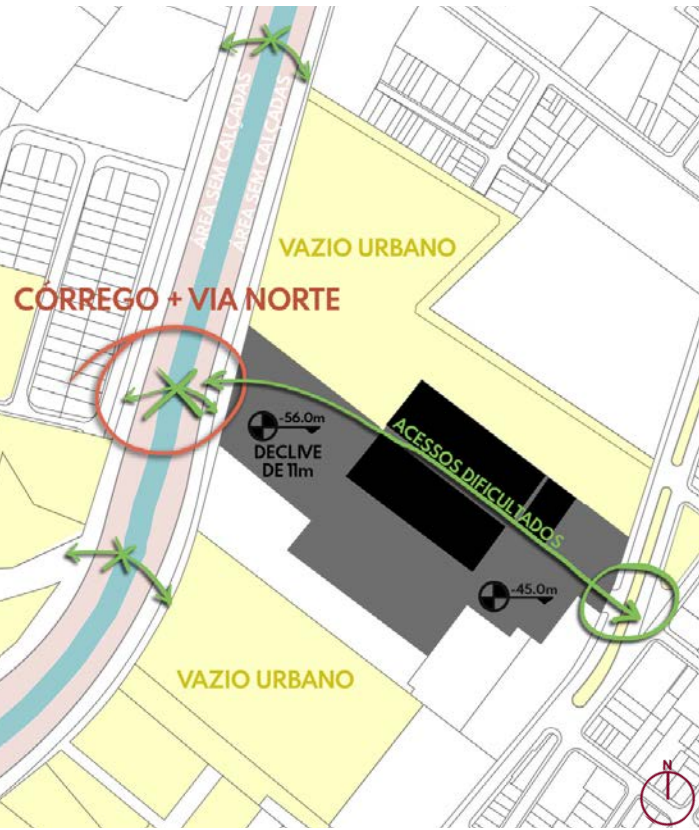 ÁREA SEM CALÇADAS
ÁREA SEM CALÇADAS
VAZIO URBANO
CÓRREGO + VIA NORTE
-56.0m
DECLIVE
DE 11m
ACESSOS DIFICULTADOS
-45.0m
VAZIO URBANO
N